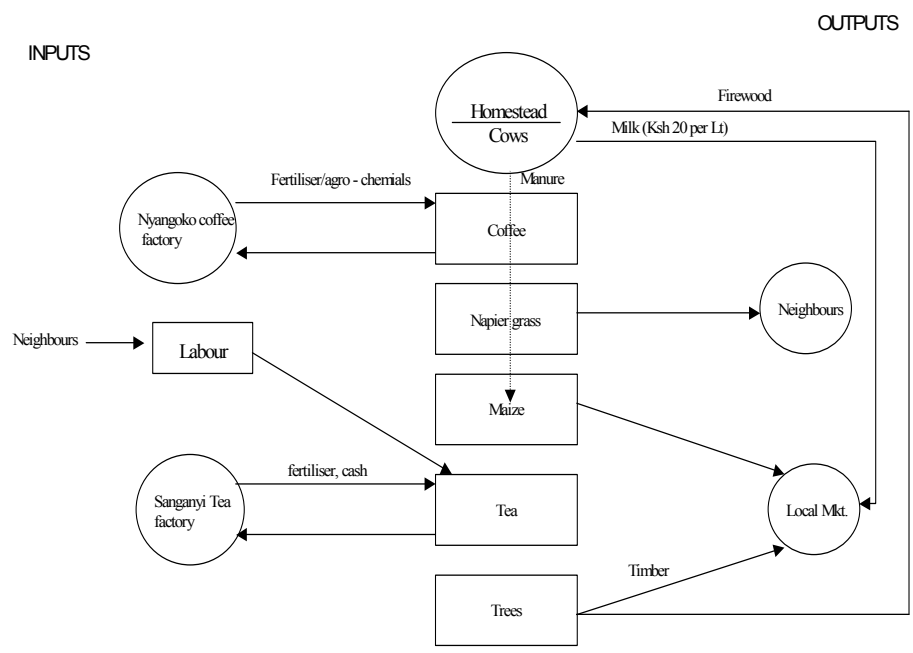 OUTPUTS
INPUTS
Firewood
Homestead
Cows
Milk (Ksh 20 per Lt)
Manure
Fertiliser/agro - chemials
Nyangoko coffee
factory
Coffee
Napier grass
Neighbours
Neighbours
Labour
Maize
fertiliser, cash
Sanganyi Tea
factory
Tea
Local Mkt.
Timber
Trees